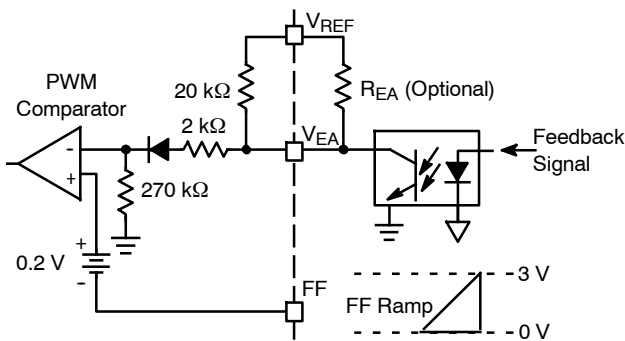 V_REF
PWM
Comparator
20 kΩ
R_EA (Optional)
2 kΩ
V_EA
Feedback
Signal
-
+
270 kΩ
+
0.2 V
-
FF
3 V
FF Ramp
0 V